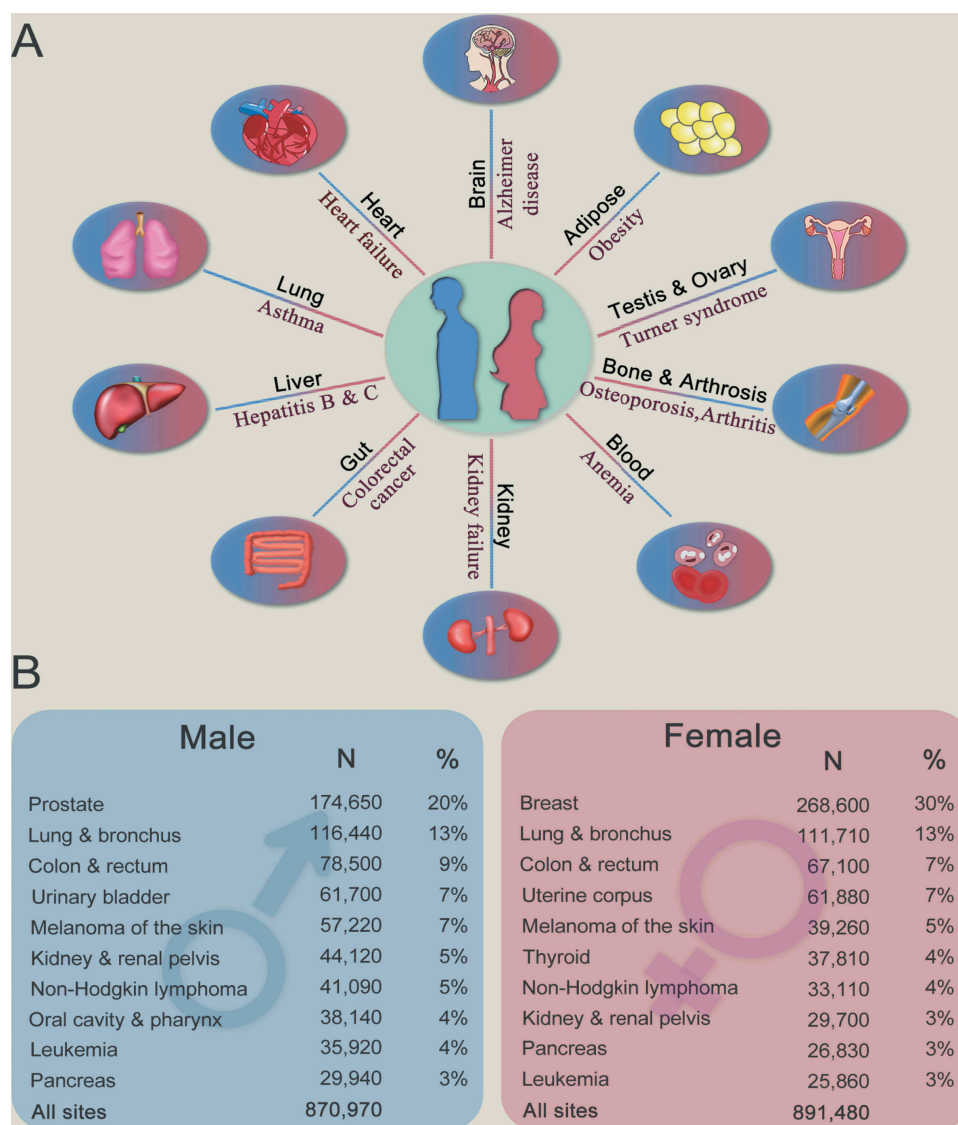 A
Brain
Alzheimer
disease
Adipose
Obesity
Testis & Ovary
Turner syndrome
Bone & Arthrosis
Osteoporosis,Arthritis
Blood
Anemia
Kidney
Kidney failure
Gut
Colorectal
cancer
Liver
Hepatitis B & C
Lung
Asthma
Heart
Heart failure
B
Male
N %
Prostate 174,650 20%
Lung & bronchus 116,440 13%
Colon & rectum 78,500 9%
Urinary bladder 61,700 7%
Melanoma of the skin 57,220 7%
Kidney & renal pelvis 44,120 5%
Non-Hodgkin lymphoma 41,090 5%
Oral cavity & pharynx 38,140 4%
Leukemia 35,920 4%
Pancreas 29,940 3%
All sites 870,970
Female
N %
Breast 268,600 30%
Lung & bronchus 111,710 13%
Colon & rectum 67,100 7%
Uterine corpus 61,880 7%
Melanoma of the skin 39,260 5%
Thyroid 37,810 4%
Non-Hodgkin lymphoma 33,110 4%
Kidney & renal pelvis 29,700 3%
Pancreas 26,830 3%
Leukemia 25,860 3%
All sites 891,480